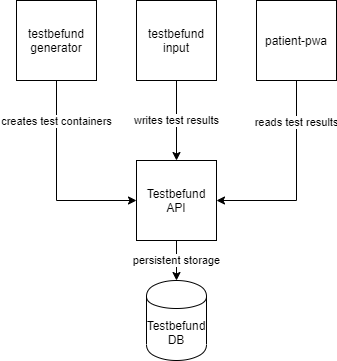 testbefund
generator
testbefund
input
patient-pwa
creates test containers
writes test results
reads test results
Testbefund
API
persistent storage
Testbefund
DB